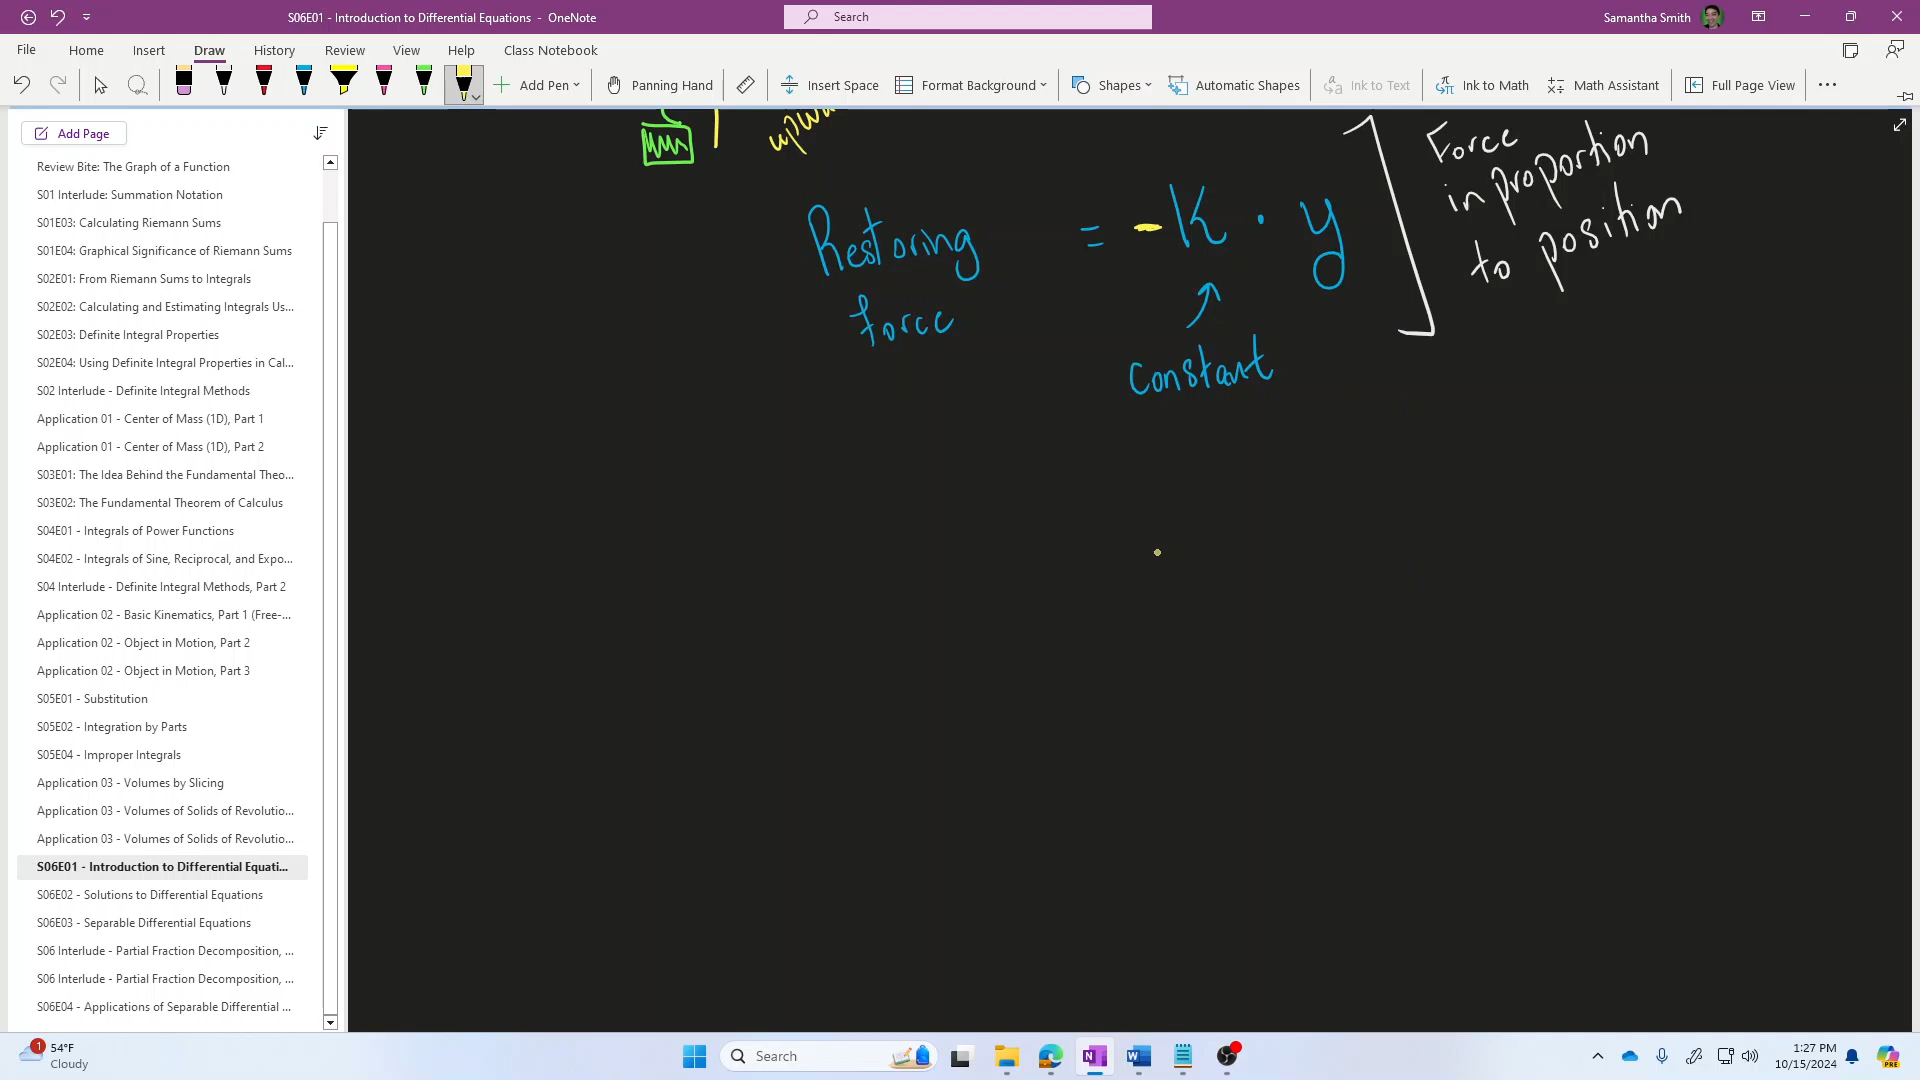 S06E01 - Introduction to Differential Equations - OneNote
Search
Samantha Smith
File Home Insert Draw History Review View Help Class Notebook
Add Pen
Panning Hand
Insert Space
Format Background
Shapes
Automatic Shapes
Ink to Text
Ink to Math
Math Assistant
Full Page View
Add Page
Review Bite: The Graph of a Function
S01 Interlude: Summation Notation
S01E03: Calculating Riemann Sums
S01E04: Graphical Significance of Riemann Sums
S02E01: From Riemann Sums to Integrals
S02E02: Calculating and Estimating Integrals Us...
S02E03: Definite Integral Properties
S02E04: Using Definite Integral Properties in Cal...
S02 Interlude - Definite Integral Methods
Application 01 - Center of Mass (1D), Part 1
Application 01 - Center of Mass (1D), Part 2
S03E01: The Idea Behind the Fundamental Theo...
S03E02: The Fundamental Theorem of Calculus
S04E01 - Integrals of Power Functions
S04E02 - Integrals of Sine, Reciprocal, and Expo...
S04 Interlude - Definite Integral Methods, Part 2
Application 02 - Basic Kinematics, Part 1 (Free-...
Application 02 - Object in Motion, Part 2
Application 02 - Object in Motion, Part 3
S05E01 - Substitution
S05E02 - Integration by Parts
S05E04 - Improper Integrals
Application 03 - Volumes by Slicing
Application 03 - Volumes of Solids of Revolutio...
Application 03 - Volumes of Solids of Revolutio...
S06E01 - Introduction to Differential Equati...
S06E02 - Solutions to Differential Equations
S06E03 - Separable Differential Equations
S06 Interlude - Partial Fraction Decomposition, ...
S06 Interlude - Partial Fraction Decomposition, ...
S06E04 - Applications of Separable Differential ...
Restoring = -K · y
force
constant
Force
in proportion
to position
1
54°F
Cloudy
Search
1:27 PM
10/15/2024
PRE